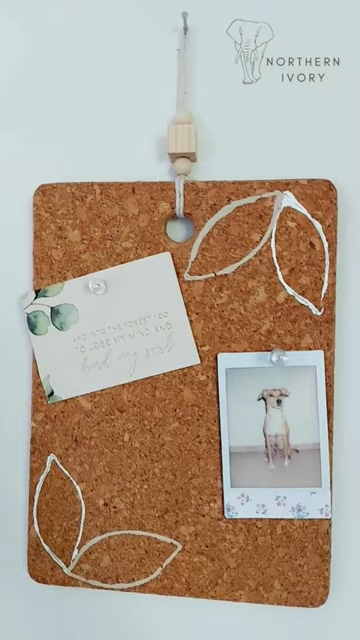 NORTHERN
IVORY
AND INTO THE FOREST I GO
TO LOSE MY MIND AND
find my soul